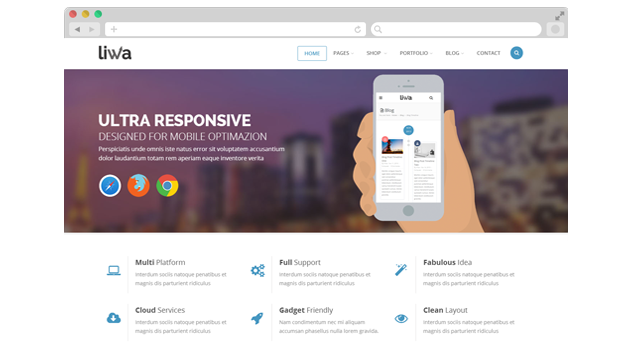 liwa
HOME PAGES SHOP PORTFOLIO BLOG CONTACT
ULTRA RESPONSIVE
DESIGNED FOR MOBILE OPTIMAZION
Perspiciatis unde omnis iste natus error sit voluptatem accusantium
dolor laudantium totam rem aperiam eaque inventore verita
liwa
Blog
Multi Platform
Interdum sociis natoque penatibus et
magnis dis parturient ridiculus
Full Support
Interdum sociis natoque penatibus et
magnis dis parturient ridiculus
Fabulous Idea
Interdum sociis natoque penatibus et
magnis dis parturient ridiculus
Cloud Services
Interdum sociis natoque penatibus et
magnis dis parturient ridiculus
Gadget Friendly
Nam condimentum nec mi aliquam
accumsan phasellus nulla lorem gravida.
Clean Layout
Interdum sociis natoque penatibus et
magnis dis parturient ridiculus